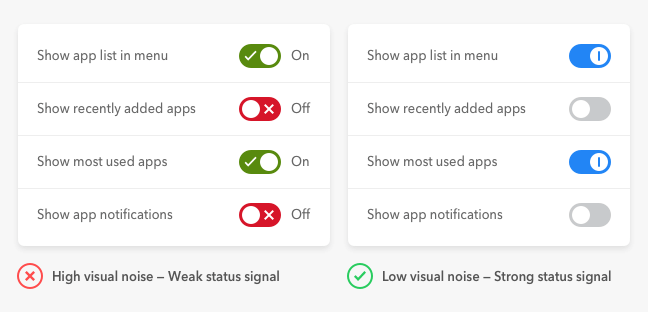 Show app list in menu On
Show recently added apps Off
Show most used apps On
Show app notifications Off
High visual noise – Weak status signal
Show app list in menu
Show recently added apps
Show most used apps
Show app notifications
Low visual noise – Strong status signal